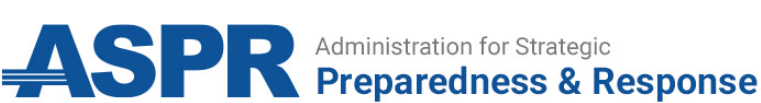 ASPR
Administration for Strategic
Preparedness & Response